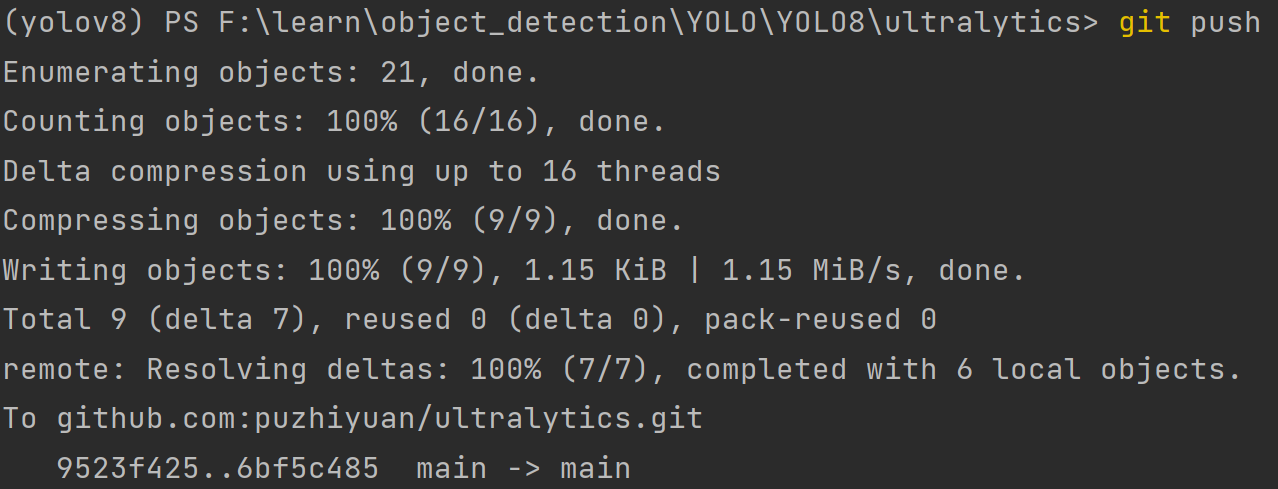 (yolov8) PS F:\learn\object_detection\YOLO\YOLO8\ultralytics> git push
Enumerating objects: 21, done.
Counting objects: 100% (16/16), done.
Delta compression using up to 16 threads
Compressing objects: 100% (9/9), done.
Writing objects: 100% (9/9), 1.15 KiB | 1.15 MiB/s, done.
Total 9 (delta 7), reused 0 (delta 0), pack-reused 0
remote: Resolving deltas: 100% (7/7), completed with 6 local objects.
To github.com:puzhiyuan/ultralytics.git
   9523f425..6bf5c485  main -> main